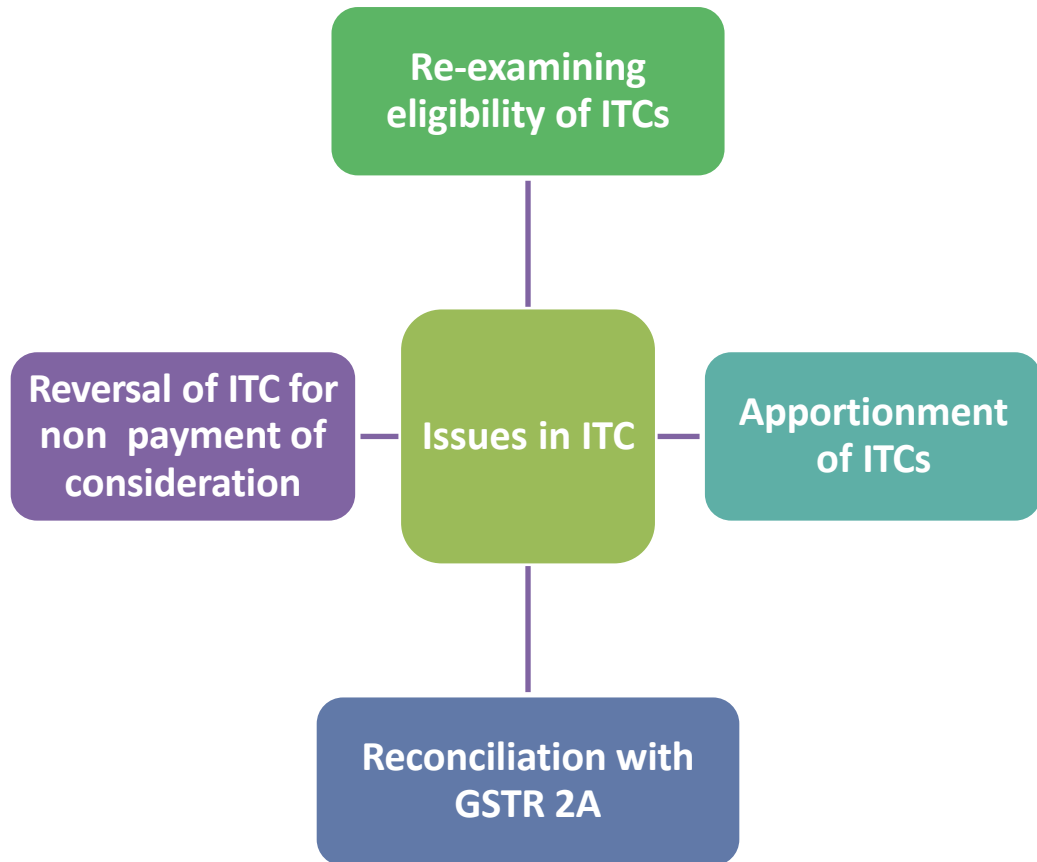 Re-examining
eligibility of ITCs
Reversal of ITC for
non payment of
consideration
Issues in ITC
Apportionment
of ITCs
Reconciliation with
GSTR 2A